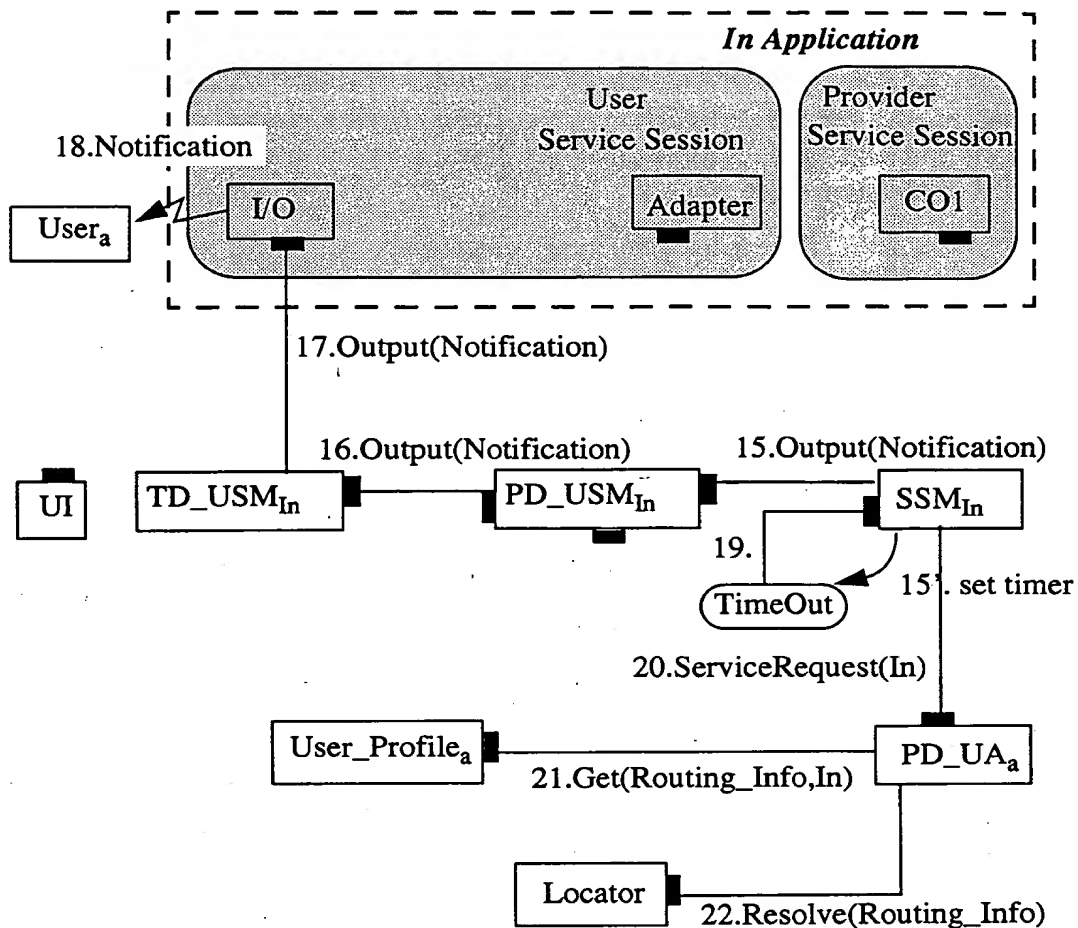 In Application
User
Service Session
Provider
Service Session
18.Notification
I/O
Adapter
CO1
User_a
17.Output(Notification)
16.Output(Notification)
15.Output(Notification)
UI
TD_USM_In
PD_USM_In
SSM_In
19.
15'. set timer
TimeOut
20.ServiceRequest(In)
User_Profile_a
PD_UA_a
21.Get(Routing_Info,In)
Locator
22.Resolve(Routing_Info)